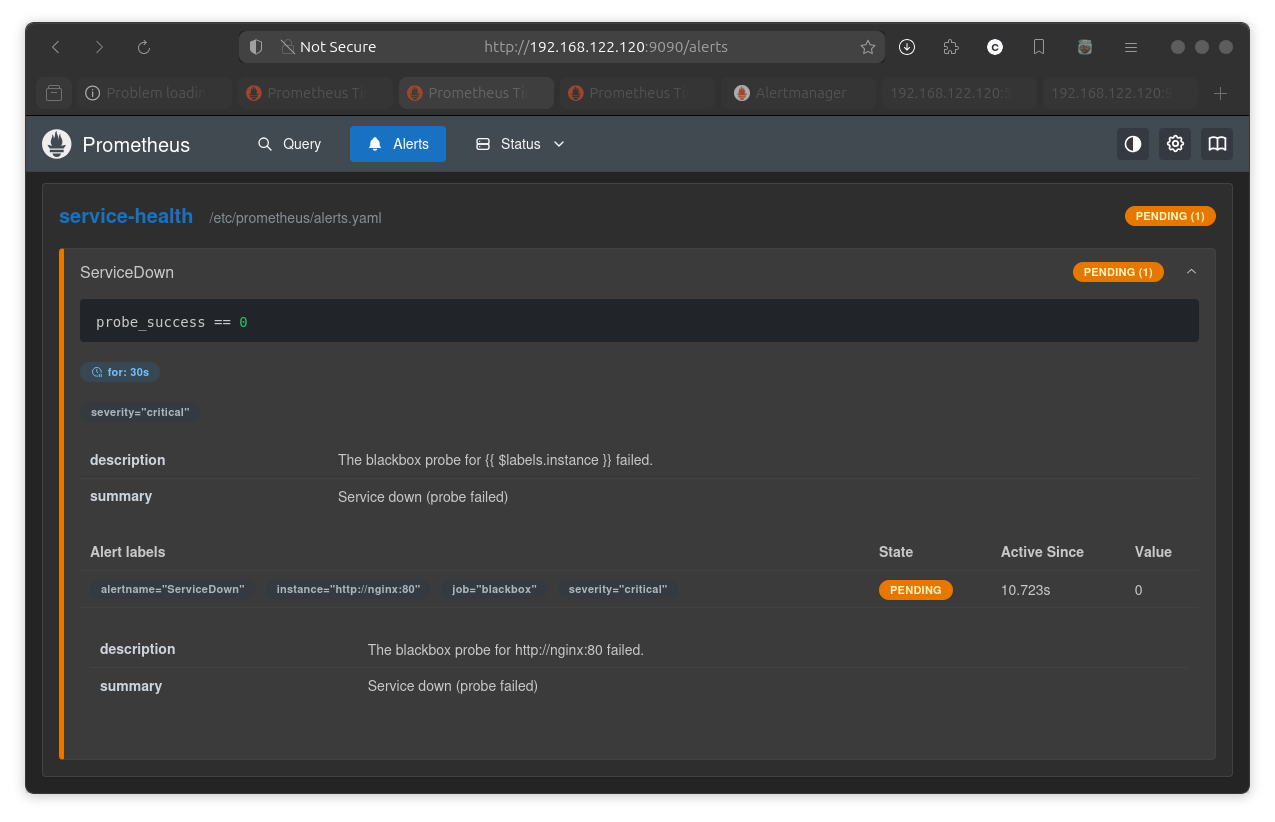 Not Secure http://192.168.122.120:9090/alerts
Problem loadin Prometheus Ti Prometheus Ti Prometheus Ti Alertmanager 192.168.122.120: 192.168.122.120:9
Prometheus Query Alerts Status
service-health /etc/prometheus/alerts.yaml PENDING (1)
ServiceDown PENDING (1)
probe_success == 0
for: 30s
severity="critical"
description The blackbox probe for {{ $labels.instance }} failed.
summary Service down (probe failed)
Alert labels State Active Since Value
alertname="ServiceDown" instance="http://nginx:80" job="blackbox" severity="critical" PENDING 10.723s 0
description The blackbox probe for http://nginx:80 failed.
summary Service down (probe failed)